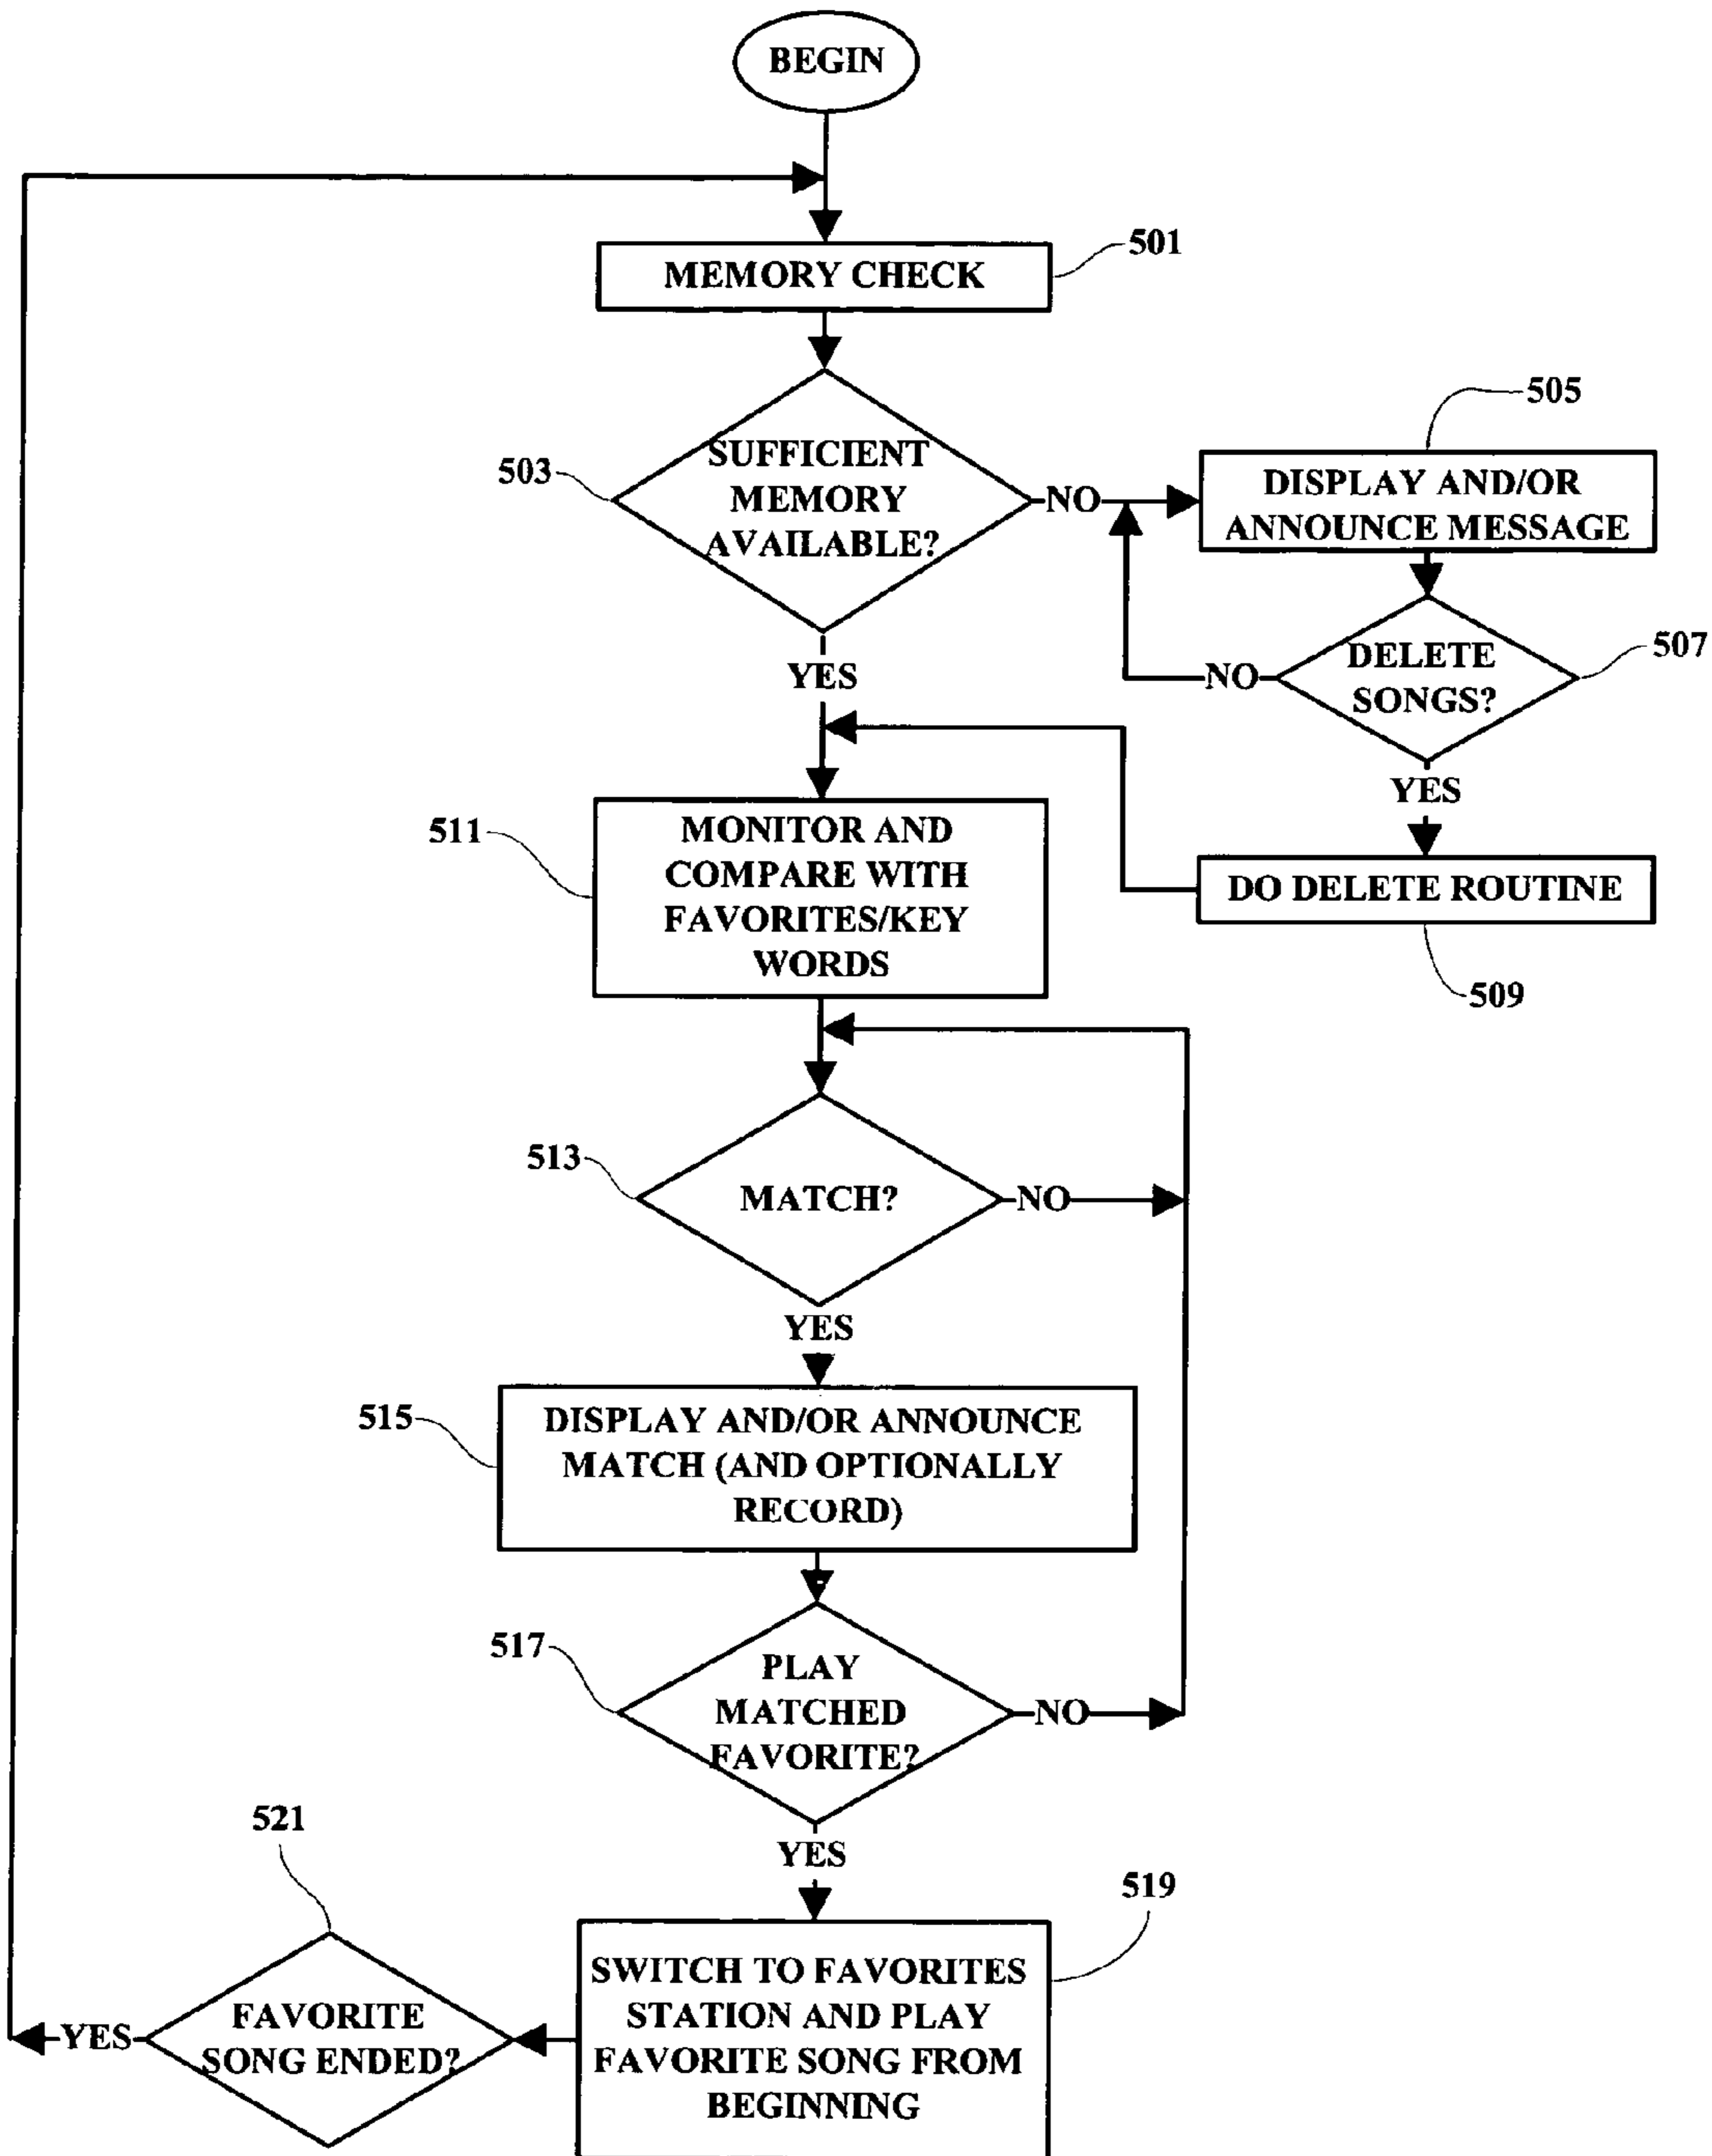 BEGIN
MEMORY CHECK
501
SUFFICIENT
MEMORY
AVAILABLE?
503
NO
505
DISPLAY AND/OR
ANNOUNCE MESSAGE
DELETE
SONGS?
507
NO
YES
YES
DO DELETE ROUTINE
509
511
MONITOR AND
COMPARE WITH
FAVORITES/KEY
WORDS
513
MATCH?
NO
YES
515
DISPLAY AND/OR ANNOUNCE
MATCH (AND OPTIONALLY
RECORD)
517
PLAY
MATCHED
FAVORITE?
NO
YES
519
SWITCH TO FAVORITES
STATION AND PLAY
FAVORITE SONG FROM
BEGINNING
521
FAVORITE
SONG ENDED?
YES